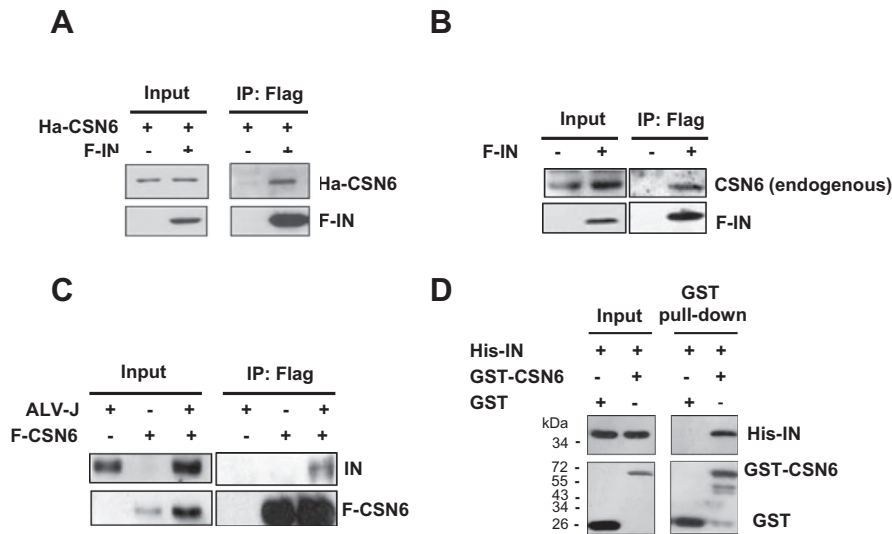 A
Input IP: Flag
Ha-CSN6 + + + +
F-IN - + - +
Ha-CSN6
F-IN
B
Input IP: Flag
F-IN - + - +
CSN6 (endogenous)
F-IN
C
Input IP: Flag
ALV-J + - + + - +
F-CSN6 - + + - + +
IN
F-CSN6
D
Input GST
pull-down
His-IN + + + +
GST-CSN6 - + - +
GST + - + -
kDa
34 - His-IN
72 - GST-CSN6
55 -
43 -
34 -
26 - GST